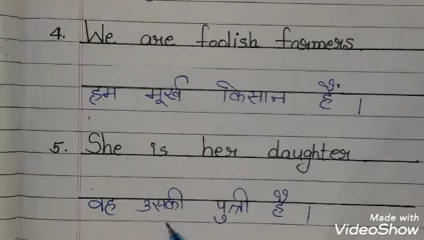 4. We are foolish farmers.
हम मूर्ख किसान हैं ।
5. She is her daughter
वह उसकी पुत्री है ।
Made with
VideoShow